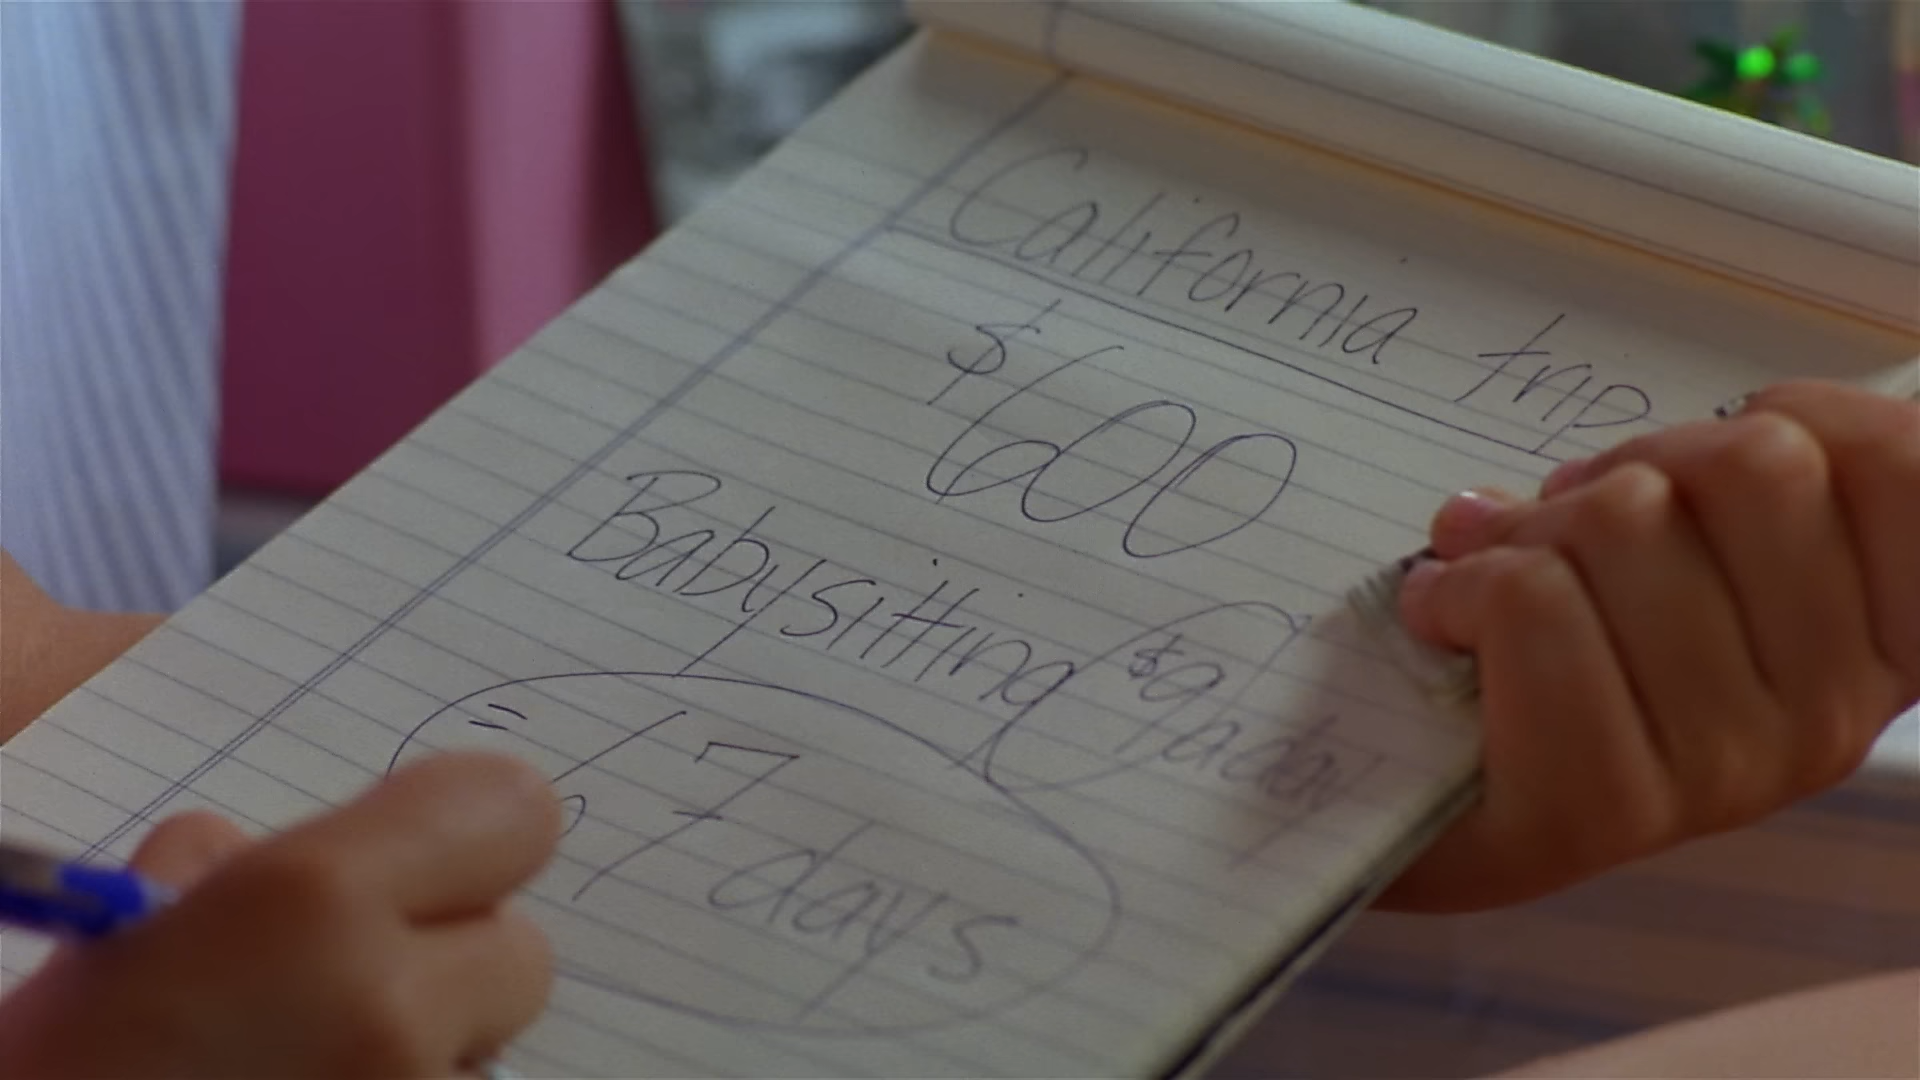 California trip
$600
Babysitting $9/a day
= 67 days